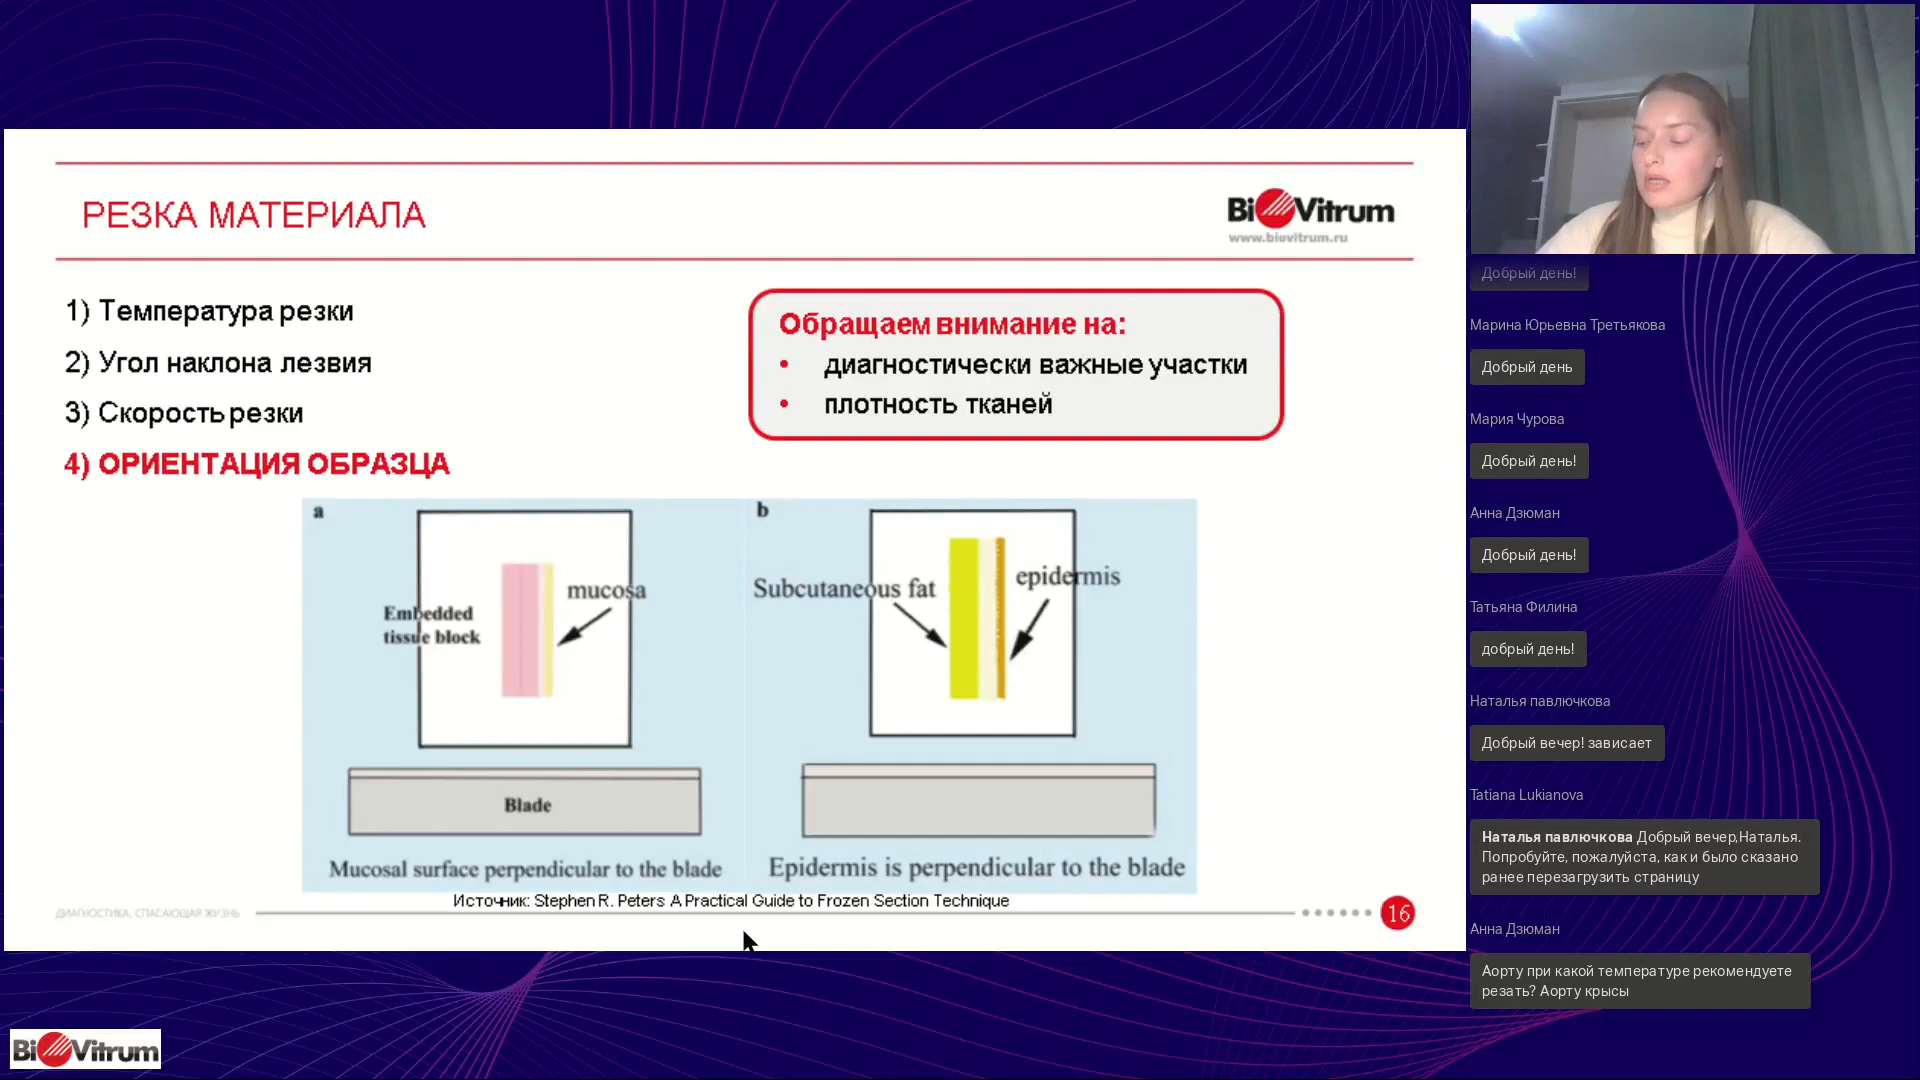 РЕЗКА МАТЕРИАЛА
BioVitrum
www.biovitrum.ru
1) Температура резки
2) Угол наклона лезвия
3) Скорость резки
4) ОРИЕНТАЦИЯ ОБРАЗЦА
Обращаем внимание на:
• диагностически важные участки
• плотность тканей
a
mucosa
Embedded
tissue block
Blade
Mucosal surface perpendicular to the blade
b
Subcutaneous fat
epidermis
Epidermis is perpendicular to the blade
Источник: Stephen R. Peters A Practical Guide to Frozen Section Technique
ДИАГНОСТИКА, СПАСАЮЩАЯ ЖИЗНЬ
16
BioVitrum
Добрый день!
Марина Юрьевна Третьякова
Добрый день
Мария Чурова
Добрый день!
Анна Дзюман
Добрый день!
Татьяна Филина
добрый день!
Наталья павлючкова
Добрый вечер! зависает
Tatiana Lukianova
Наталья павлючкова Добрый вечер,Наталья.
Попробуйте, пожалуйста, как и было сказано
ранее перезагрузить страницу
Анна Дзюман
Аорту при какой температуре рекомендуете
резать? Аорту крысы